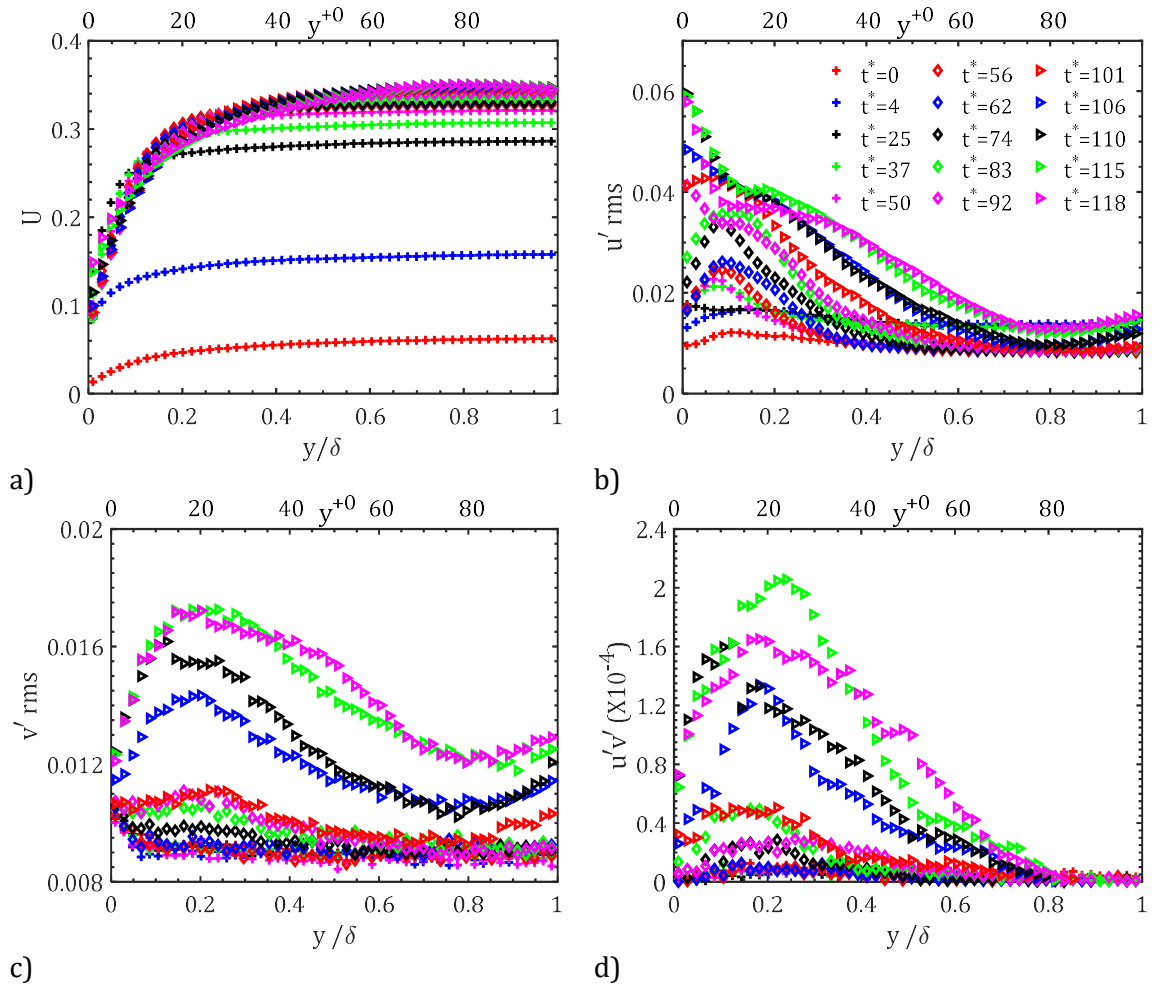 0 20 40 y⁺⁰ 60 80
0.4
0.3
0.2
0.1
0
U
0 0.2 0.4 0.6 0.8 1
y/δ
a)
0 20 40 y⁺⁰ 60 80
0.06
0.04
0.02
0
u′ rms
t*=0 t*=56 t*=101
t*=4 t*=62 t*=106
t*=25 t*=74 t*=110
t*=37 t*=83 t*=115
t*=50 t*=92 t*=118
0 0.2 0.4 0.6 0.8 1
y/δ
b)
0 20 40 y⁺⁰ 60 80
0.02
0.016
0.012
0.008
v′ rms
0 0.2 0.4 0.6 0.8 1
y/δ
c)
0 20 40 y⁺⁰ 60 80
2.4
2
1.6
1.2
0.8
0.4
0
u′v′ (X10⁻⁴)
0 0.2 0.4 0.6 0.8 1
y/δ
d)